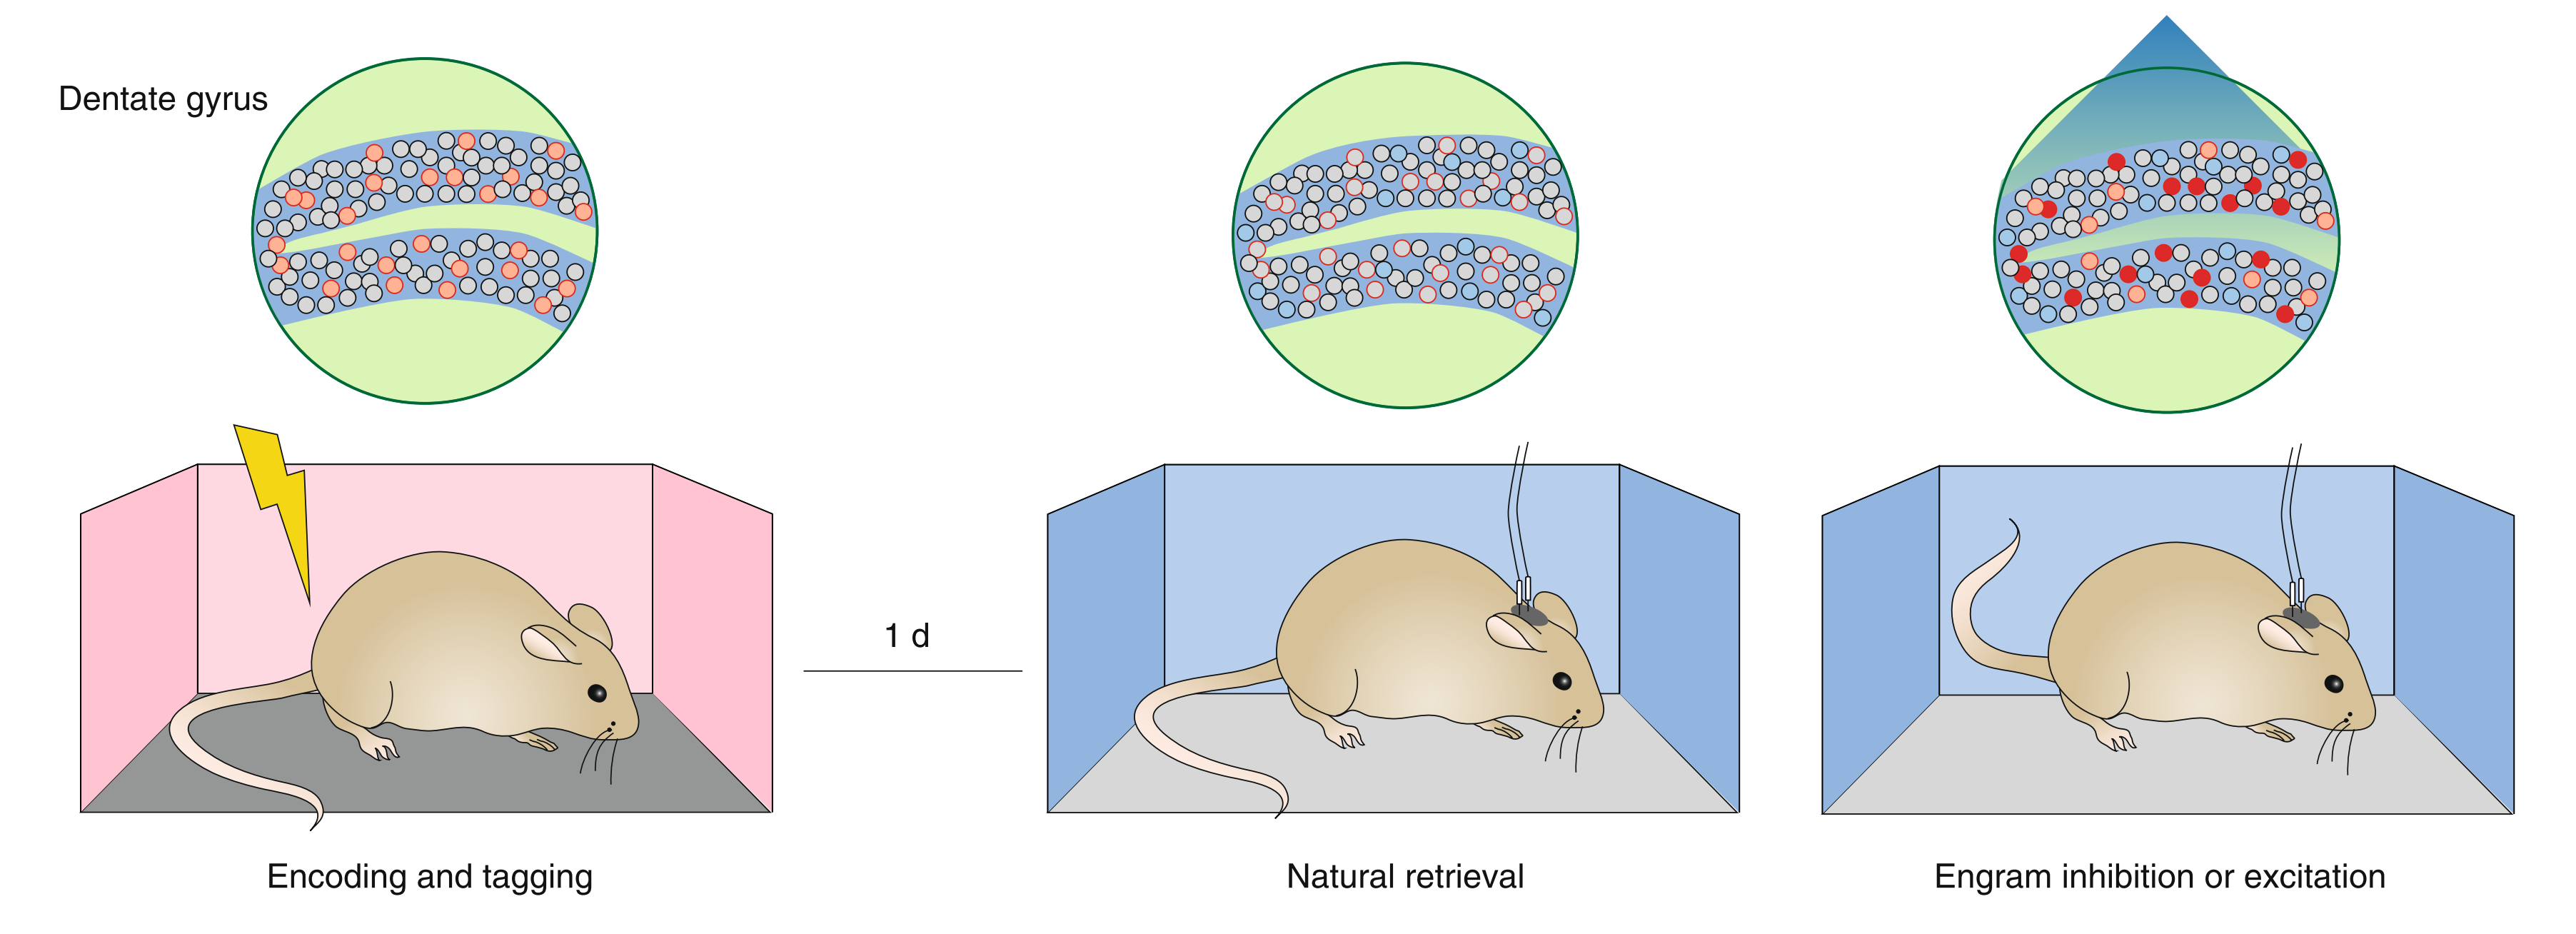 Dentate gyrus
1 d
Encoding and tagging
Natural retrieval
Engram inhibition or excitation